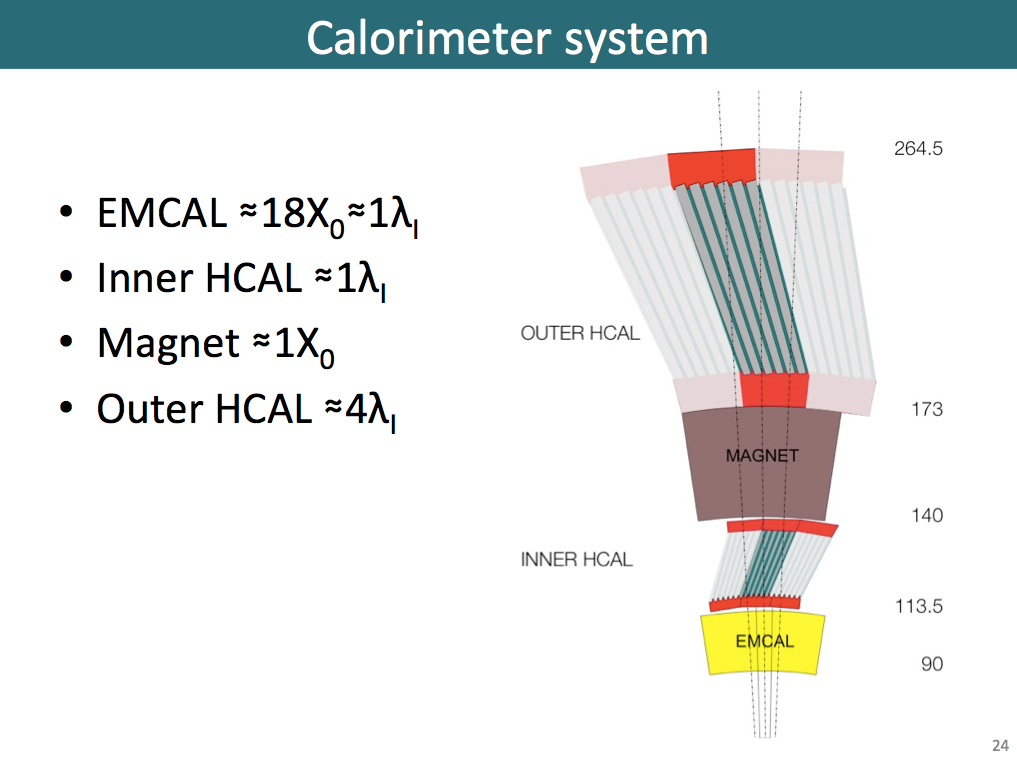 Calorimeter system
• EMCAL ≈18X₀≈1λI
• Inner HCAL ≈1λI
• Magnet ≈1X₀
• Outer HCAL ≈4λI
264.5
OUTER HCAL
173
MAGNET
140
INNER HCAL
113.5
EMCAL
90
24